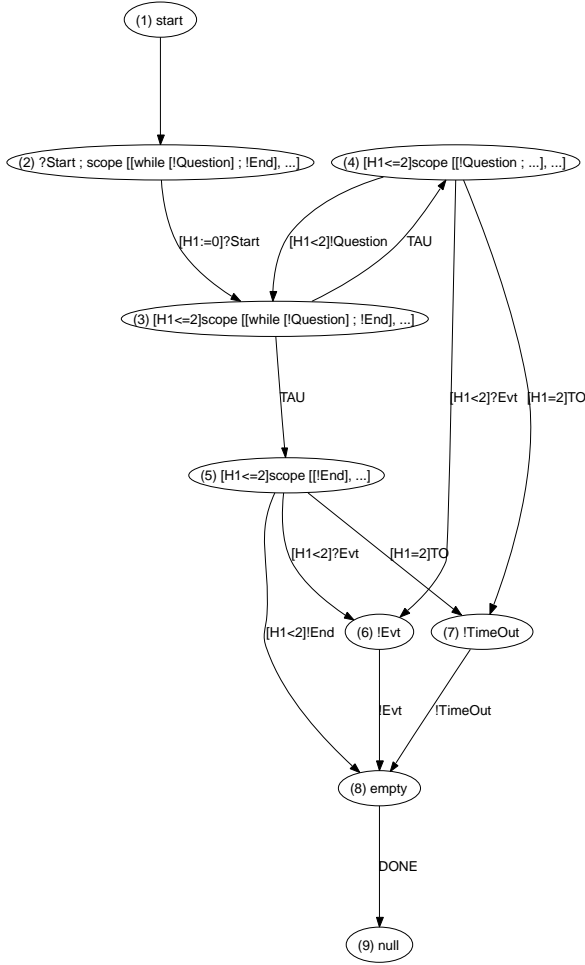 (1) start
(2) ?Start ; scope [[while [!Question] ; !End], ...]
(4) [H1<=2]scope [[!Question ; ...], ...]
[H1:=0]?Start
[H1<2]!Question
TAU
(3) [H1<=2]scope [[while [!Question] ; !End], ...]
TAU
[H1<2]?Evt
[H1=2]TO
(5) [H1<=2]scope [[!End], ...]
[H1<2]?Evt
[H1=2]TO
[H1<2]!End
(6) !Evt
(7) !TimeOut
!Evt
!TimeOut
(8) empty
DONE
(9) null